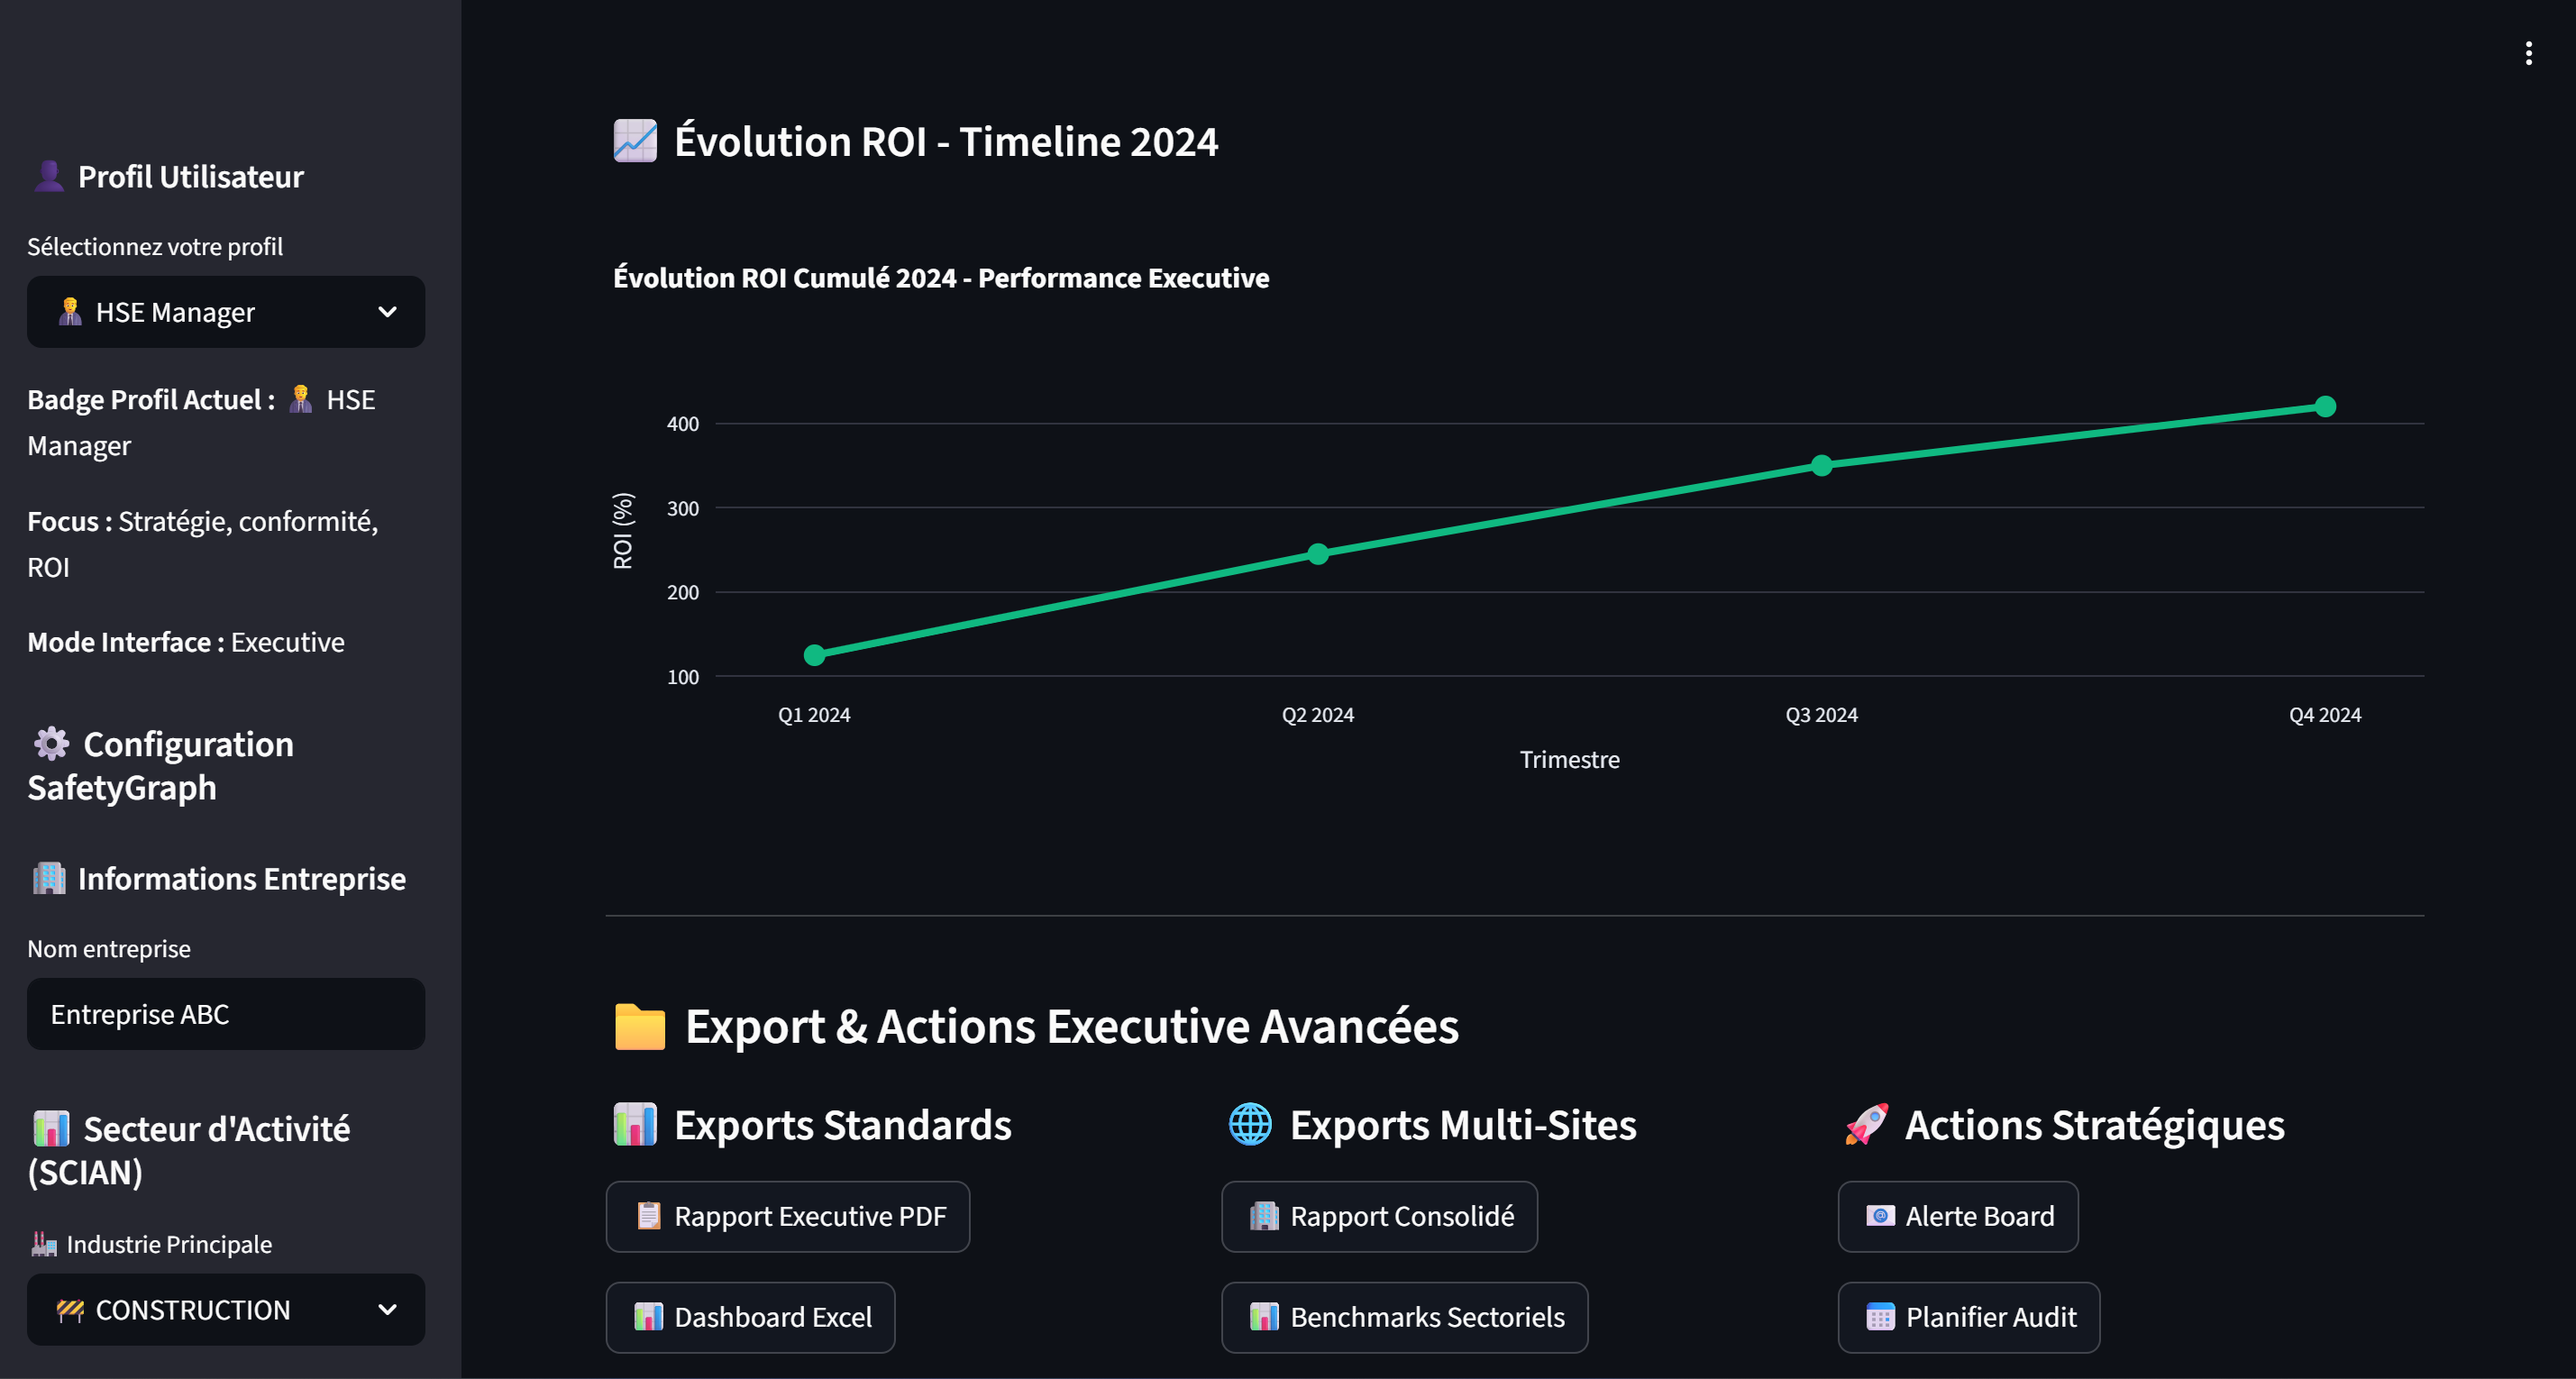 Profil Utilisateur
Sélectionnez votre profil
HSE Manager
Badge Profil Actuel : HSE
Manager
Focus : Stratégie, conformité,
ROI
Mode Interface : Executive
Configuration
SafetyGraph
Informations Entreprise
Nom entreprise
Entreprise ABC
Secteur d'Activité
(SCIAN)
Industrie Principale
CONSTRUCTION
Évolution ROI - Timeline 2024
Évolution ROI Cumulé 2024 - Performance Executive
ROI (%)
400
300
200
100
Q1 2024 Q2 2024 Q3 2024 Q4 2024
Trimestre
Export & Actions Executive Avancées
Exports Standards
Rapport Executive PDF
Dashboard Excel
Exports Multi-Sites
Rapport Consolidé
Benchmarks Sectoriels
Actions Stratégiques
Alerte Board
Planifier Audit